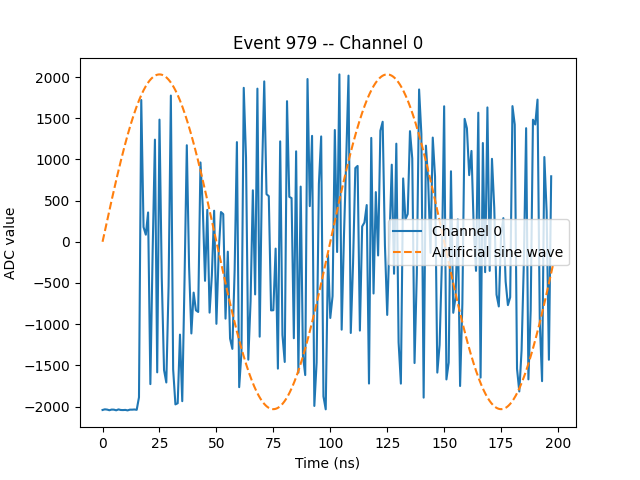 Event 979 -- Channel 0
ADC value
2000
1500
1000
500
0
−500
−1000
−1500
−2000
Channel 0
Artificial sine wave
0 25 50 75 100 125 150 175 200
Time (ns)